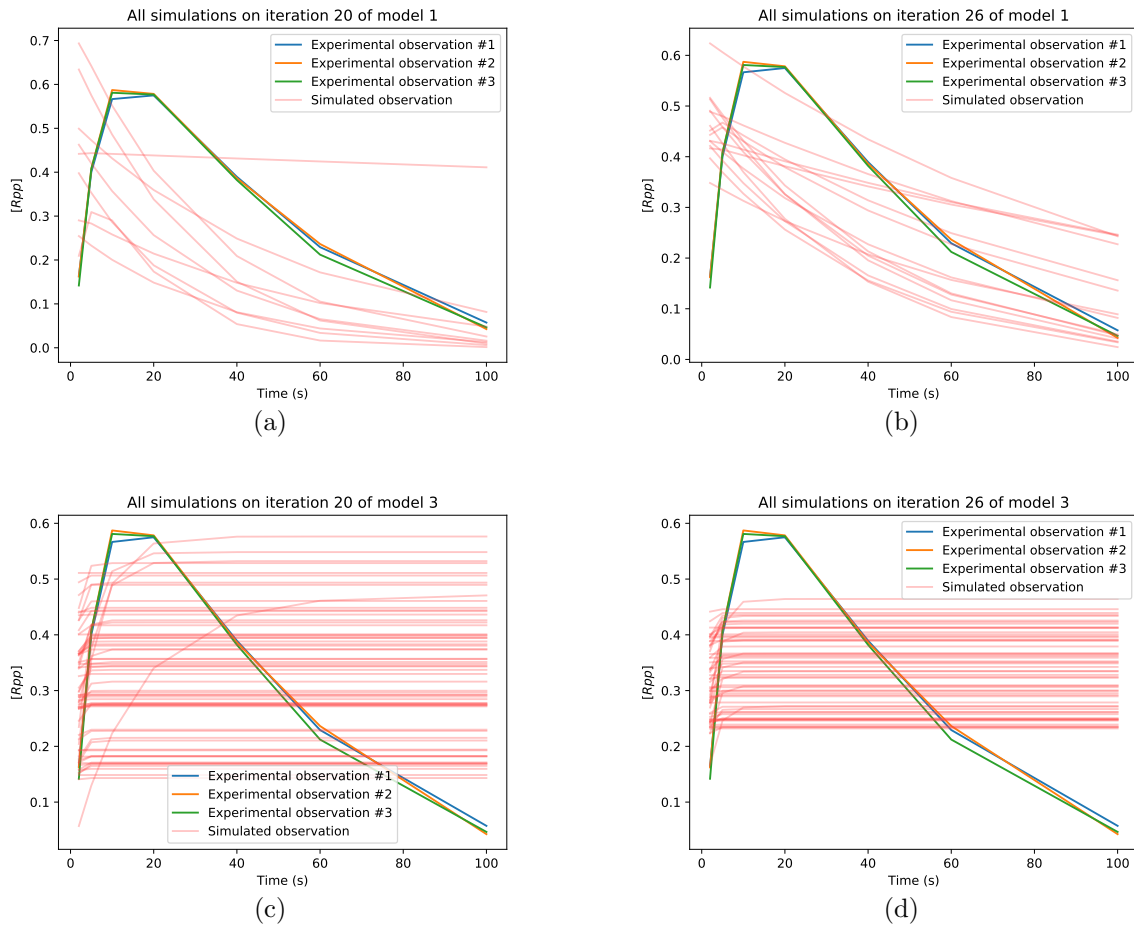 All simulations on iteration 20 of model 1
0.7
0.6
0.5
0.4
0.3
0.2
0.1
0.0
[Rpp]
Experimental observation #1
Experimental observation #2
Experimental observation #3
Simulated observation
0 20 40 60 80 100
Time (s)
(a)
All simulations on iteration 26 of model 1
0.6
0.5
0.4
0.3
0.2
0.1
0.0
[Rpp]
Experimental observation #1
Experimental observation #2
Experimental observation #3
Simulated observation
0 20 40 60 80 100
Time (s)
(b)
All simulations on iteration 20 of model 3
0.6
0.5
0.4
0.3
0.2
0.1
[Rpp]
Experimental observation #1
Experimental observation #2
Experimental observation #3
Simulated observation
0 20 40 60 80 100
Time (s)
(c)
All simulations on iteration 26 of model 3
0.6
0.5
0.4
0.3
0.2
0.1
[Rpp]
Experimental observation #1
Experimental observation #2
Experimental observation #3
Simulated observation
0 20 40 60 80 100
Time (s)
(d)